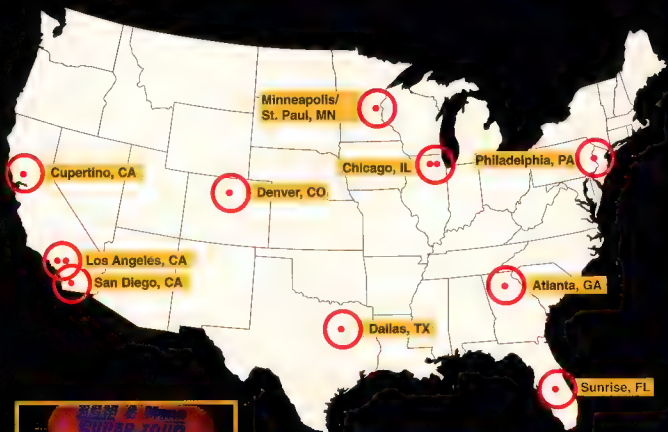 Minneapolis/
St. Paul, MN
Chicago, IL
Philadelphia, PA
Cupertino, CA
Denver, CO
Los Angeles, CA
San Diego, CA
Atlanta, GA
Dallas, TX
Sunrise, FL